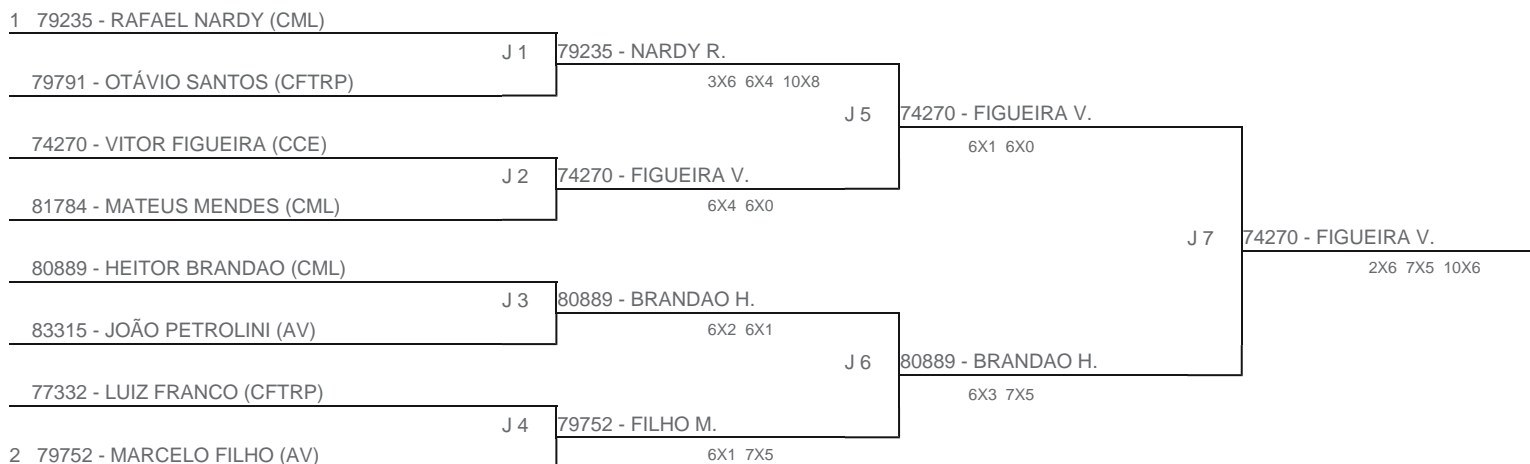 1 79235 - RAFAEL NARDY (CML)
J 1 79235 - NARDY R.
79791 - OTÁVIO SANTOS (CFTRP) 3X6 6X4 10X8
J 5 74270 - FIGUEIRA V.
74270 - VITOR FIGUEIRA (CCE) 6X1 6X0
J 2 74270 - FIGUEIRA V.
81784 - MATEUS MENDES (CML) 6X4 6X0
J 7 74270 - FIGUEIRA V.
80889 - HEITOR BRANDAO (CML) 2X6 7X5 10X6
J 3 80889 - BRANDAO H.
83315 - JOÃO PETROLINI (AV) 6X2 6X1
J 6 80889 - BRANDAO H.
77332 - LUIZ FRANCO (CFTRP) 6X3 7X5
J 4 79752 - FILHO M.
2 79752 - MARCELO FILHO (AV) 6X1 7X5